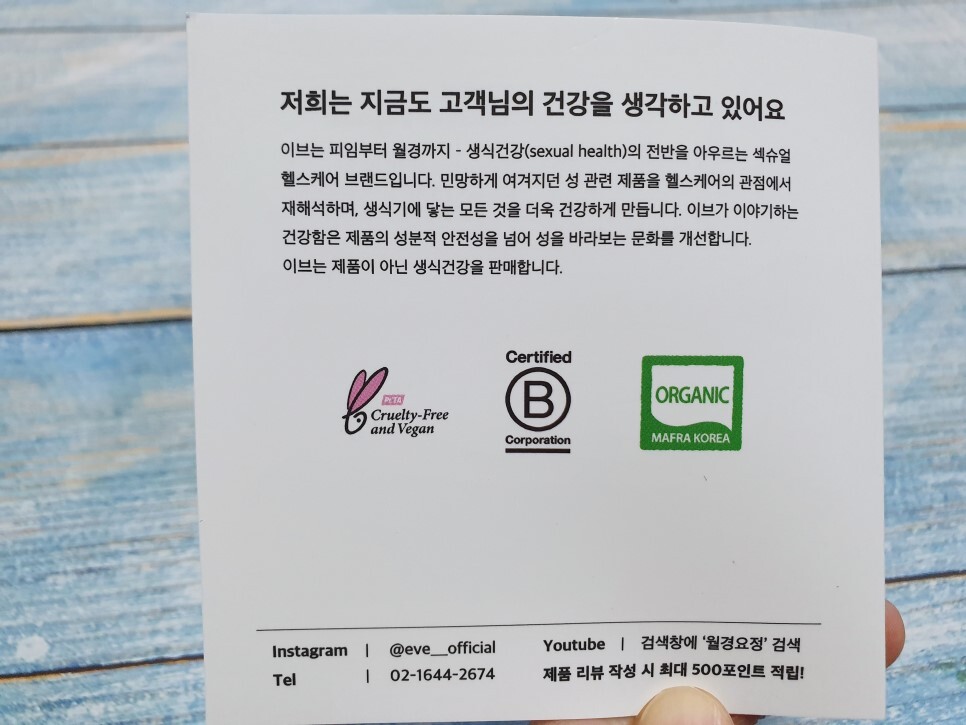 저희는 지금도 고객님의 건강을 생각하고 있어요
이브는 피임부터 월경까지 - 생식건강(sexual health)의 전반을 아우르는 섹슈얼
헬스케어 브랜드입니다. 민망하게 여겨지던 성 관련 제품을 헬스케어의 관점에서
재해석하며, 생식기에 닿는 모든 것을 더욱 건강하게 만듭니다. 이브가 이야기하는
건강함은 제품의 성분적 안전성을 넘어 성을 바라보는 문화를 개선합니다.
이브는 제품이 아닌 생식건강을 판매합니다.
PETA
Cruelty-Free
and Vegan
Certified
B
Corporation
ORGANIC
MAFRA KOREA
Instagram | @eve__official
Tel | 02-1644-2674
Youtube | 검색창에 '월경요정' 검색
제품 리뷰 작성 시 최대 500포인트 적립!